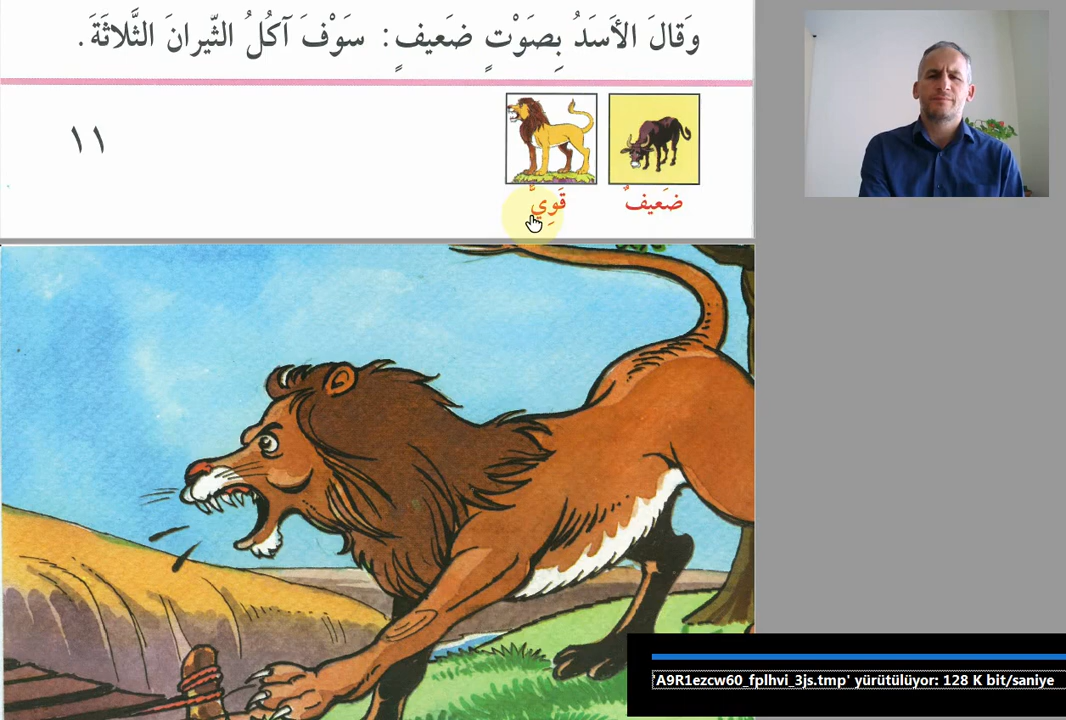 وَقالَ الأَسَدُ بِصَوْتٍ ضَعيفٍ: سَوْفَ آكُلُ الثّيرانَ الثَّلاثَةَ.
ضَعيفٌ قَوِيٌّ
١١
'A9R1ezcw60_fplhvi_3js.tmp' yürütülüyor: 128 K bit/saniye